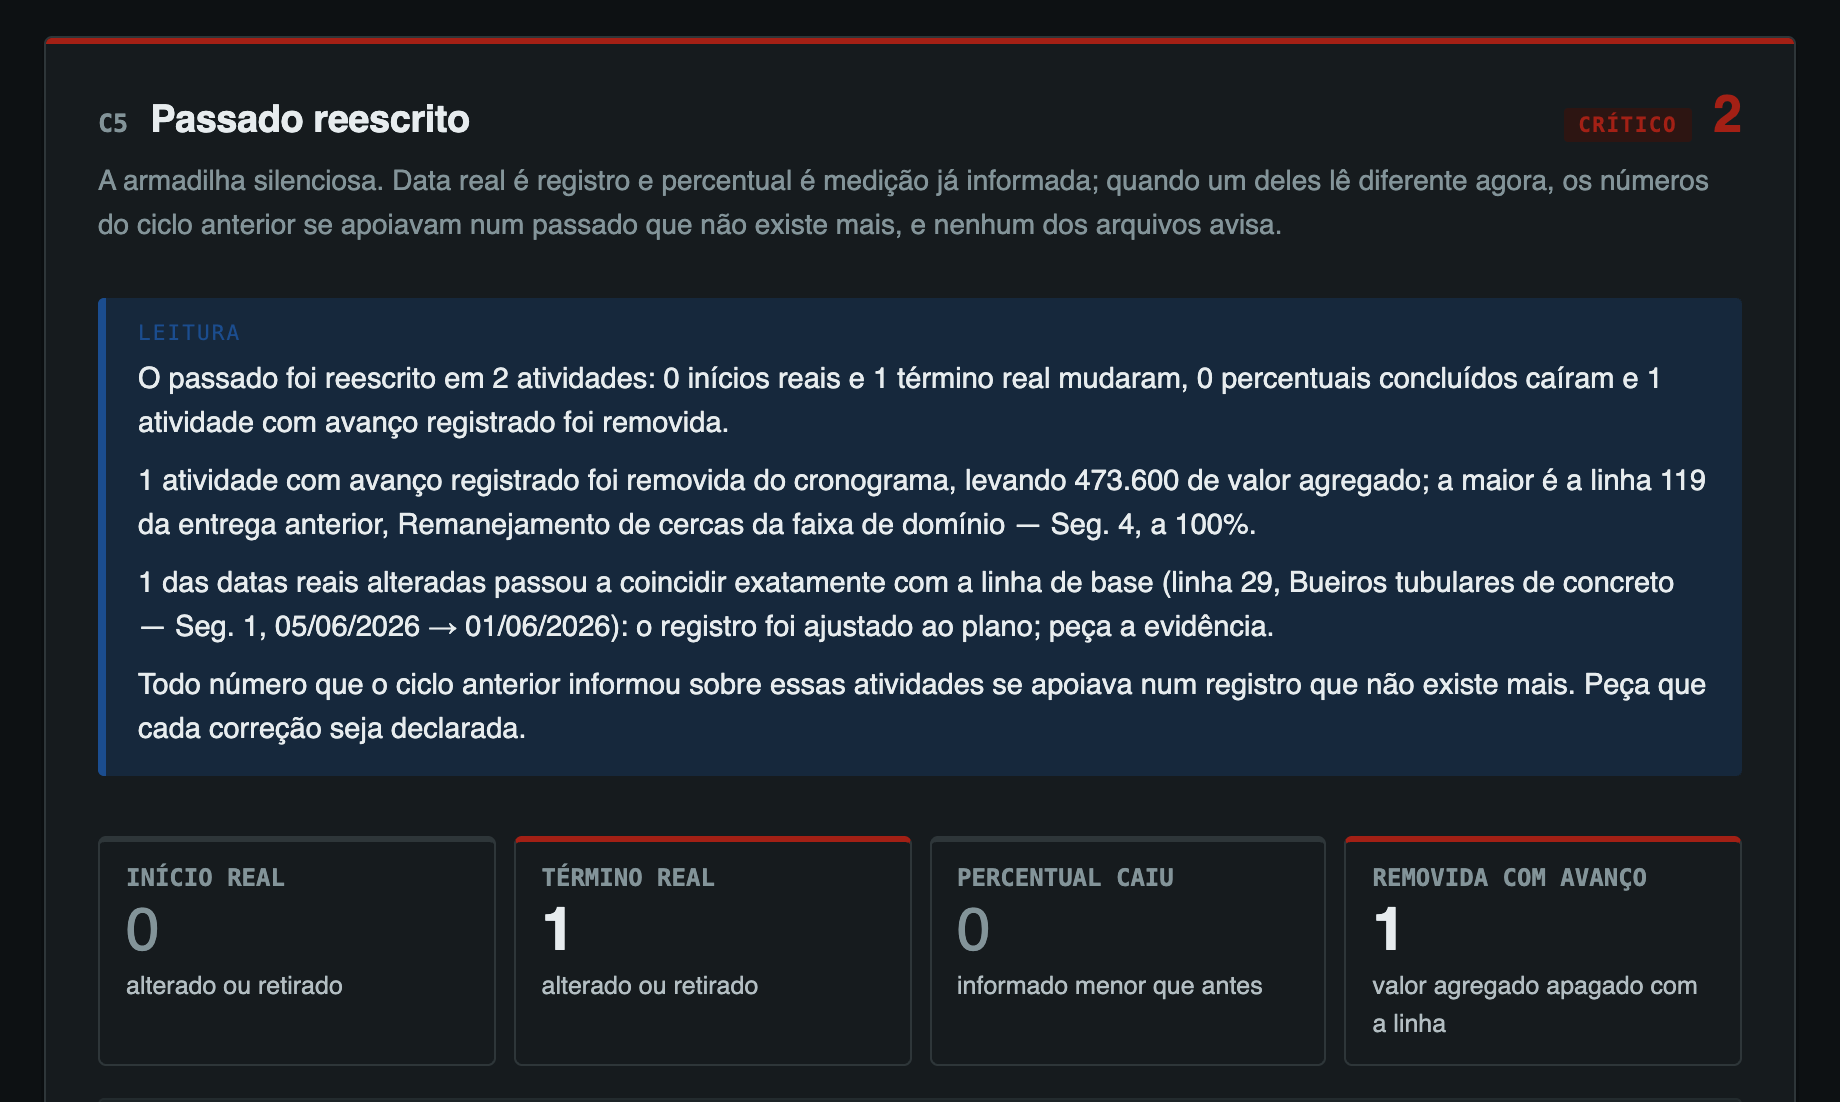 C5 Passado reescrito CRÍTICO 2
A armadilha silenciosa. Data real é registro e percentual é medição já informada; quando um deles lê diferente agora, os números
do ciclo anterior se apoiavam num passado que não existe mais, e nenhum dos arquivos avisa.
LEITURA
O passado foi reescrito em 2 atividades: 0 inícios reais e 1 término real mudaram, 0 percentuais concluídos caíram e 1
atividade com avanço registrado foi removida.
1 atividade com avanço registrado foi removida do cronograma, levando 473.600 de valor agregado; a maior é a linha 119
da entrega anterior, Remanejamento de cercas da faixa de domínio — Seg. 4, a 100%.
1 das datas reais alteradas passou a coincidir exatamente com a linha de base (linha 29, Bueiros tubulares de concreto
— Seg. 1, 05/06/2026 → 01/06/2026): o registro foi ajustado ao plano; peça a evidência.
Todo número que o ciclo anterior informou sobre essas atividades se apoiava num registro que não existe mais. Peça que
cada correção seja declarada.
INÍCIO REAL
0
alterado ou retirado
TÉRMINO REAL
1
alterado ou retirado
PERCENTUAL CAIU
0
informado menor que antes
REMOVIDA COM AVANÇO
1
valor agregado apagado com
a linha